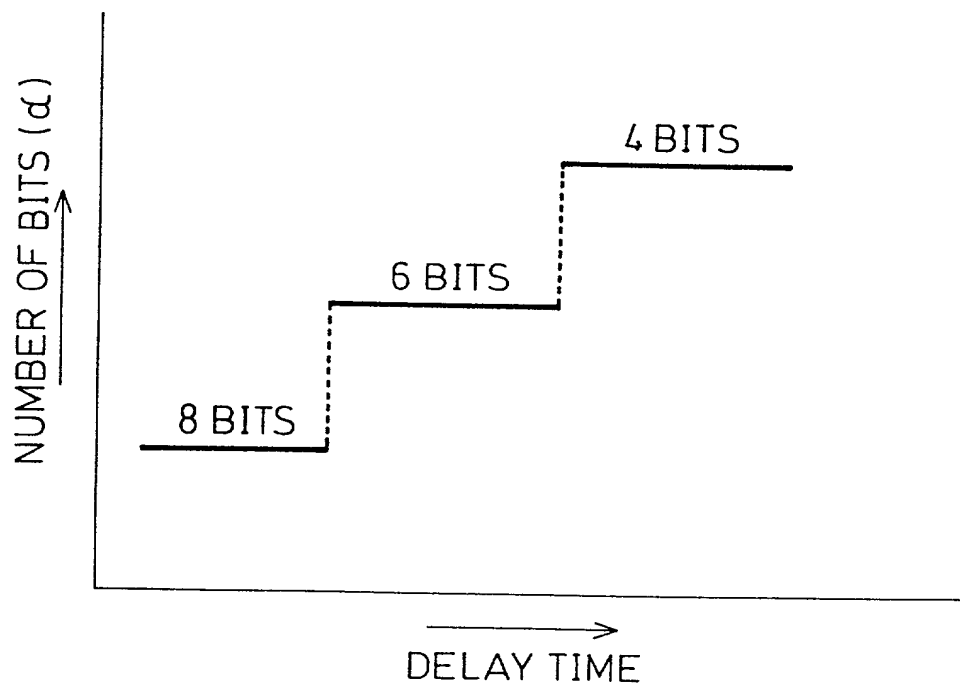 NUMBER OF BITS (d)
4 BITS
6 BITS
8 BITS
DELAY TIME